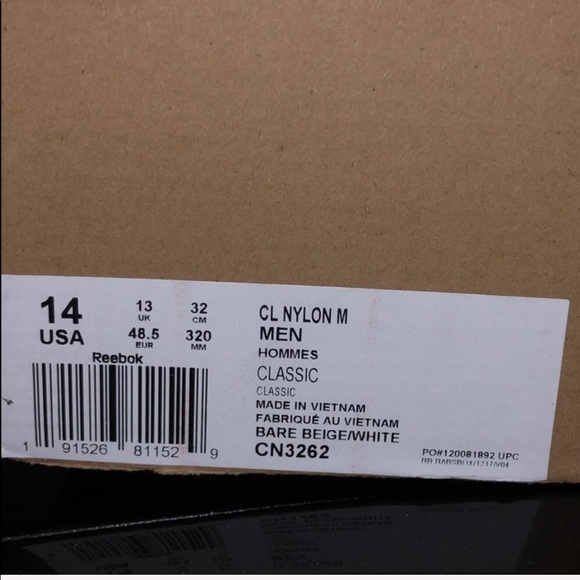 14 13 32
UK CM
USA 48.5 320
EUR MM
Reebok
1 91526 81152 9
CL NYLON M
MEN
HOMMES
CLASSIC
CLASSIC
MADE IN VIETNAM
FABRIQUÉ AU VIETNAM
BARE BEIGE/WHITE
CN3262
PO#120081892 UPC